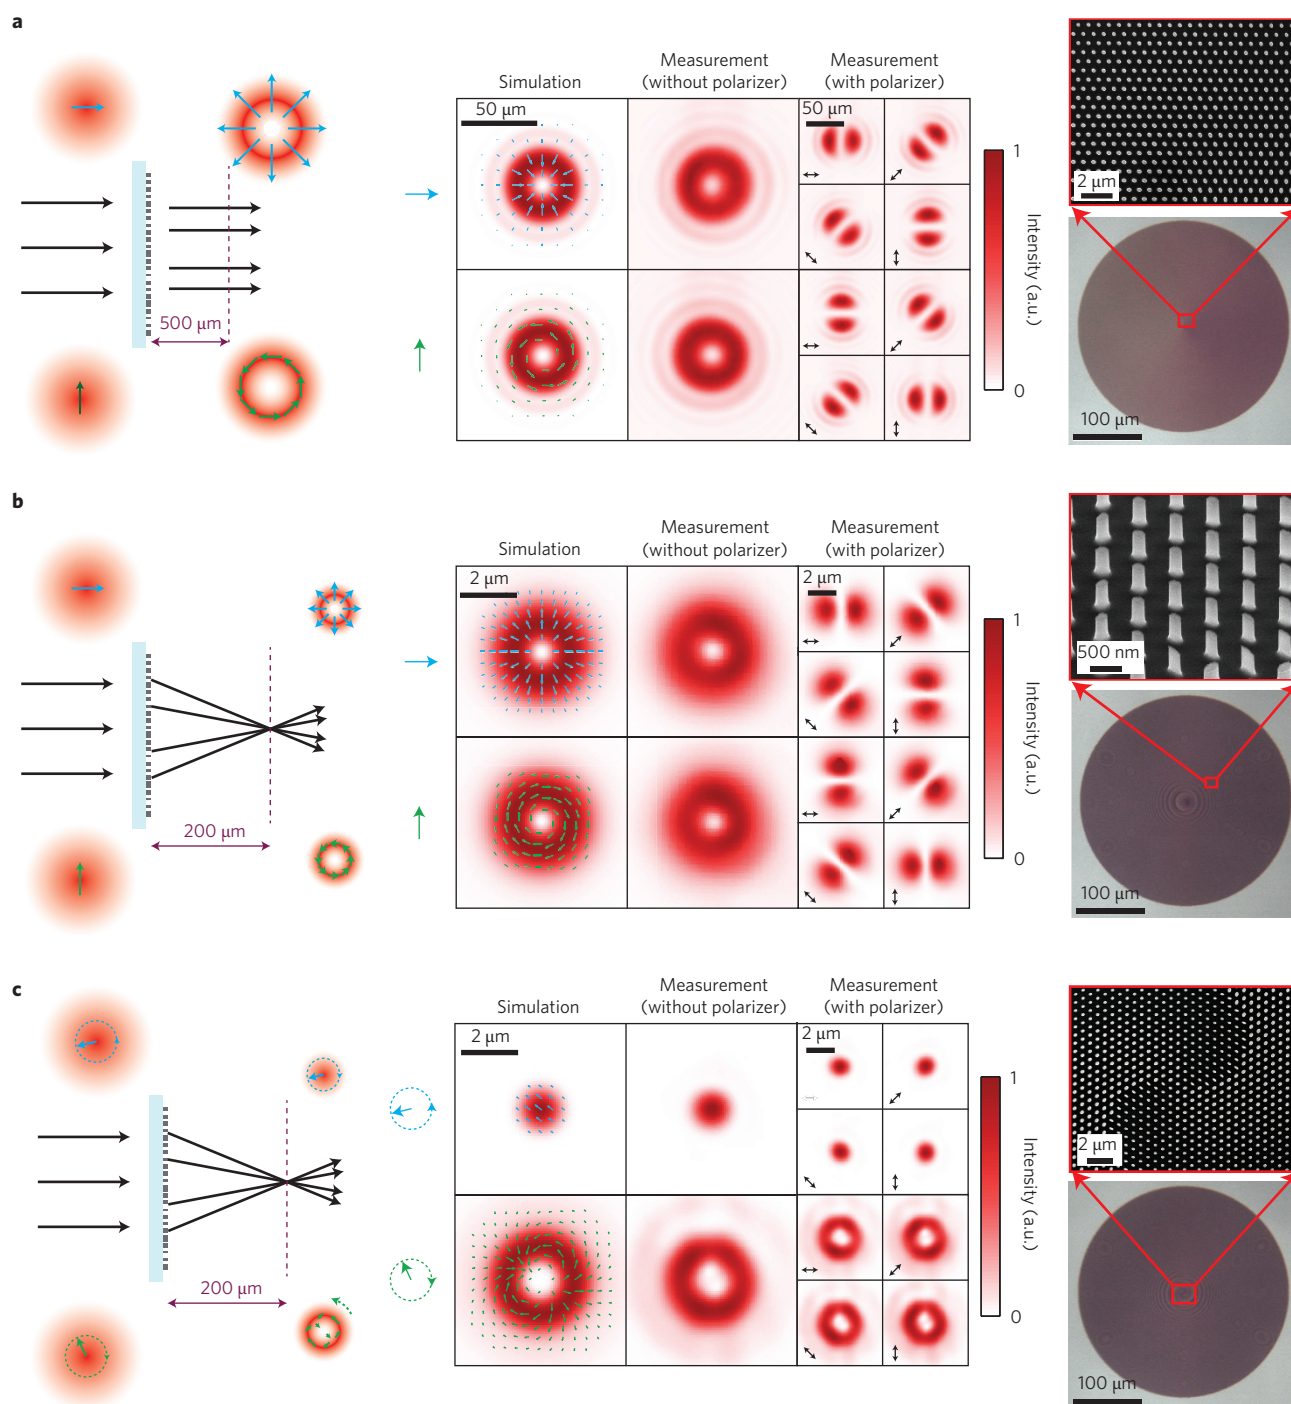 a
Simulation
Measurement
(without polarizer)
Measurement
(with polarizer)
50 μm
50 μm
500 μm
1
Intensity (a.u.)
0
2 μm
100 μm
b
Simulation
Measurement
(without polarizer)
Measurement
(with polarizer)
2 μm
2 μm
200 μm
1
Intensity (a.u.)
0
500 nm
100 μm
c
Simulation
Measurement
(without polarizer)
Measurement
(with polarizer)
2 μm
2 μm
200 μm
1
Intensity (a.u.)
0
2 μm
100 μm